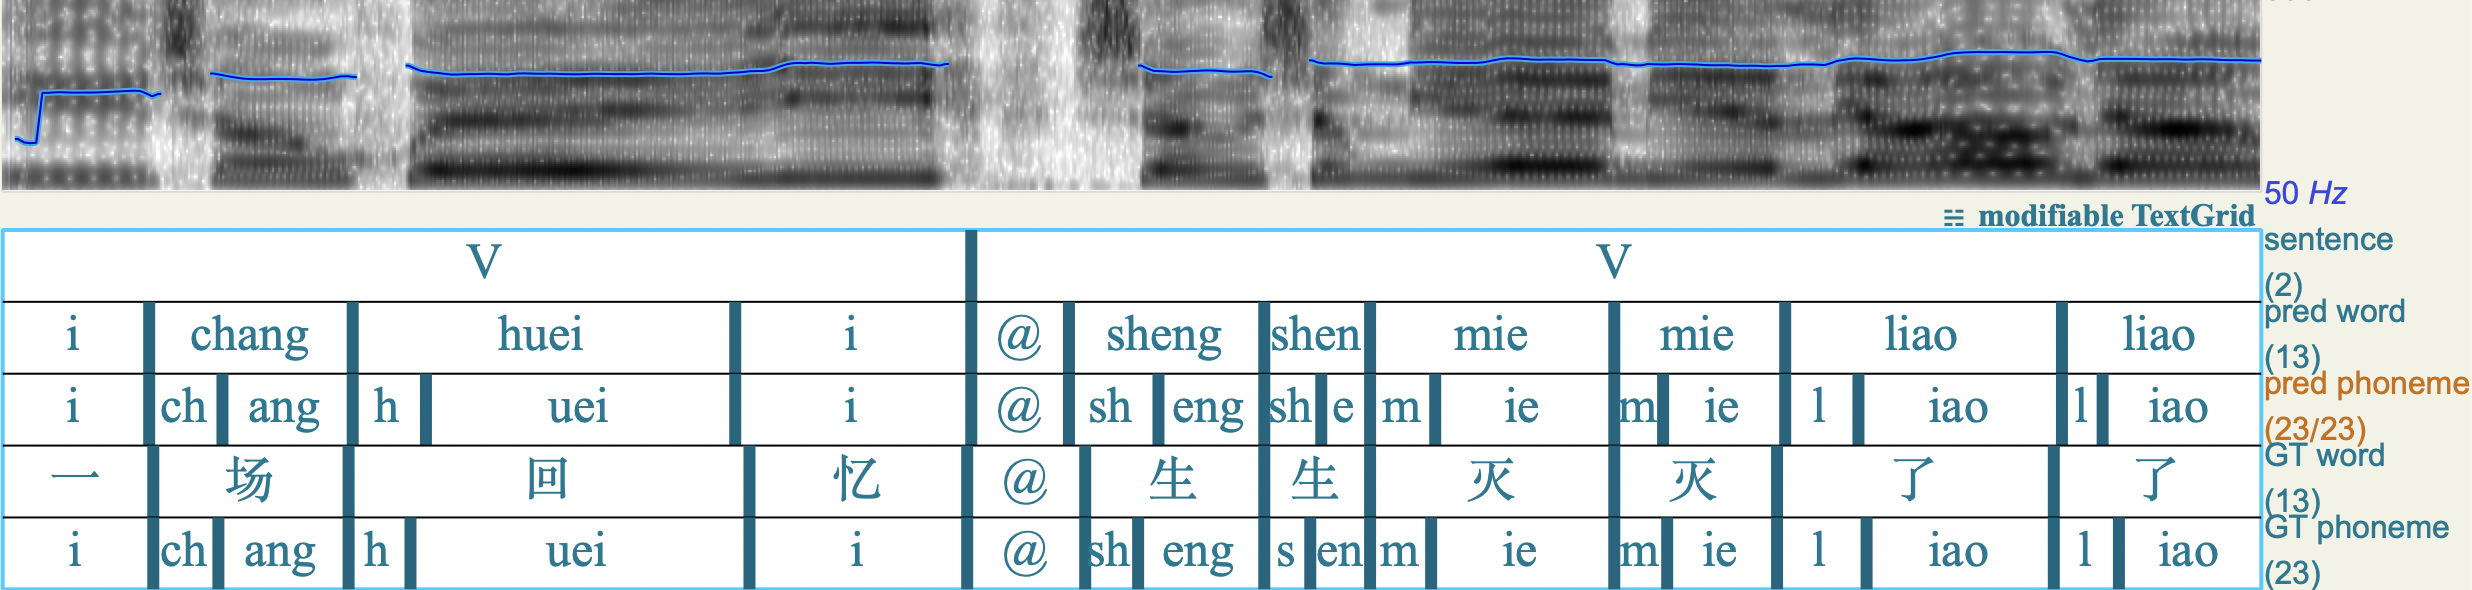 50 Hz
modifiable TextGrid
V V sentence (2)
i chang huei i @ sheng shen mie mie liao liao pred word (13)
i ch ang h uei i @ sh eng sh e m ie m ie l iao l iao pred phoneme (23/23)
一 场 回 忆 @ 生 生 灭 灭 了 了 GT word (13)
i ch ang h uei i @ sh eng s en m ie m ie l iao l iao GT phoneme (23)